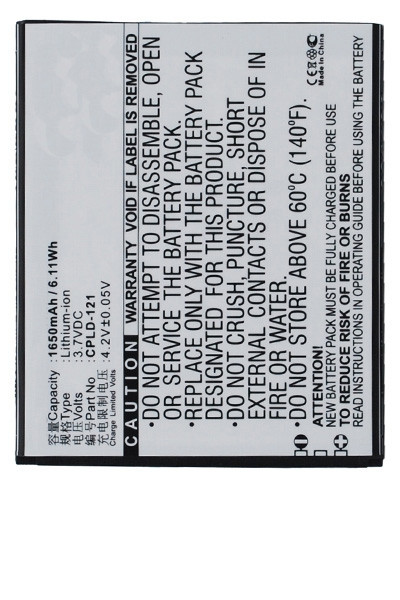 容量Capacity : 1650mAh / 6.11Wh
规格Type : Lithium-ion
电压Volts : 3.7VDC
编号Part No : CPLD-121
充电限制电压 : 4.2V±0.05V
Charge Limited Volts
CAUTION WARRANTY VOID IF LABEL IS REMOVED
•DO NOT ATTEMPT TO DISASSEMBLE, OPEN
OR SERVICE THE BATTERY PACK.
•REPLACE ONLY WITH THE BATTERY PACK
DESIGNATED FOR THIS PRODUCT.
•DO NOT CRUSH, PUNCTURE, SHORT
EXTERNAL CONTACTS OR DISPOSE OF IN
FIRE OR WATER.
•DO NOT STORE ABOVE 60ºC (140ºF).
CE
Made In China
ATTENTION!
NEW BATTERY PACK MUST BE FULLY CHARGED BEFORE USE
TO REDUCE RISK OF FIRE OR BURNS
READ INSTRUCTIONS IN OPERATING GUIDE BEFORE USING THE BATTERY